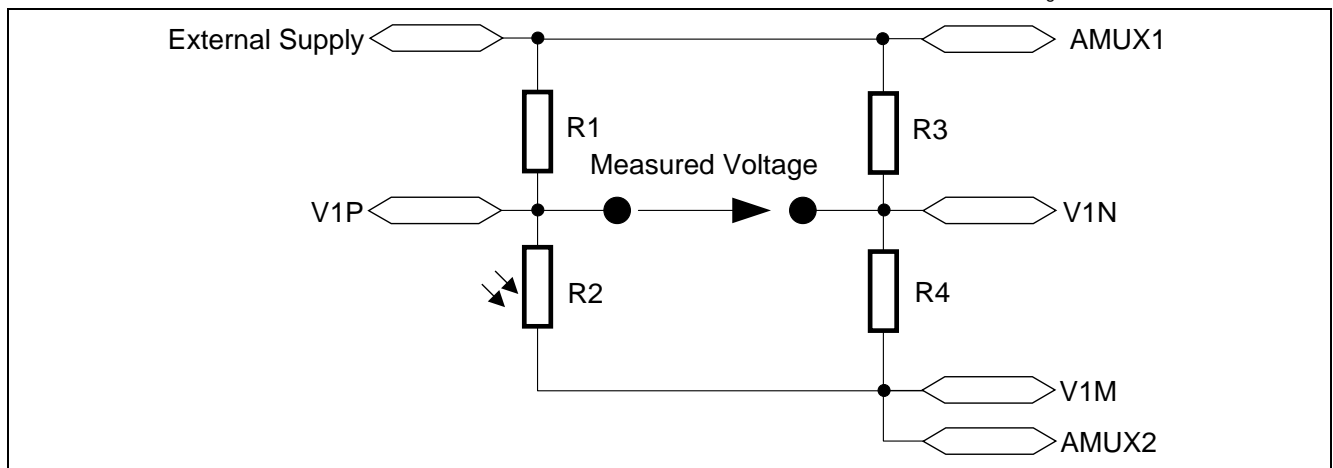 External Supply
AMUX1
R1
R3
Measured Voltage
V1P
V1N
R2
R4
V1M
AMUX2